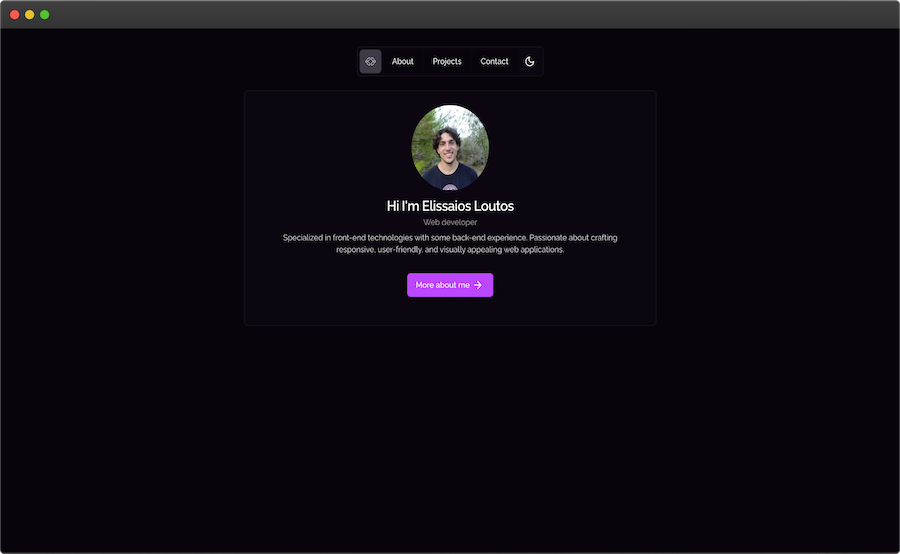 About Projects Contact
Hi I'm Elissaios Loutos
Web developer
Specialized in front-end technologies with some back-end experience. Passionate about crafting
responsive, user-friendly, and visually appealing web applications.
More about me →